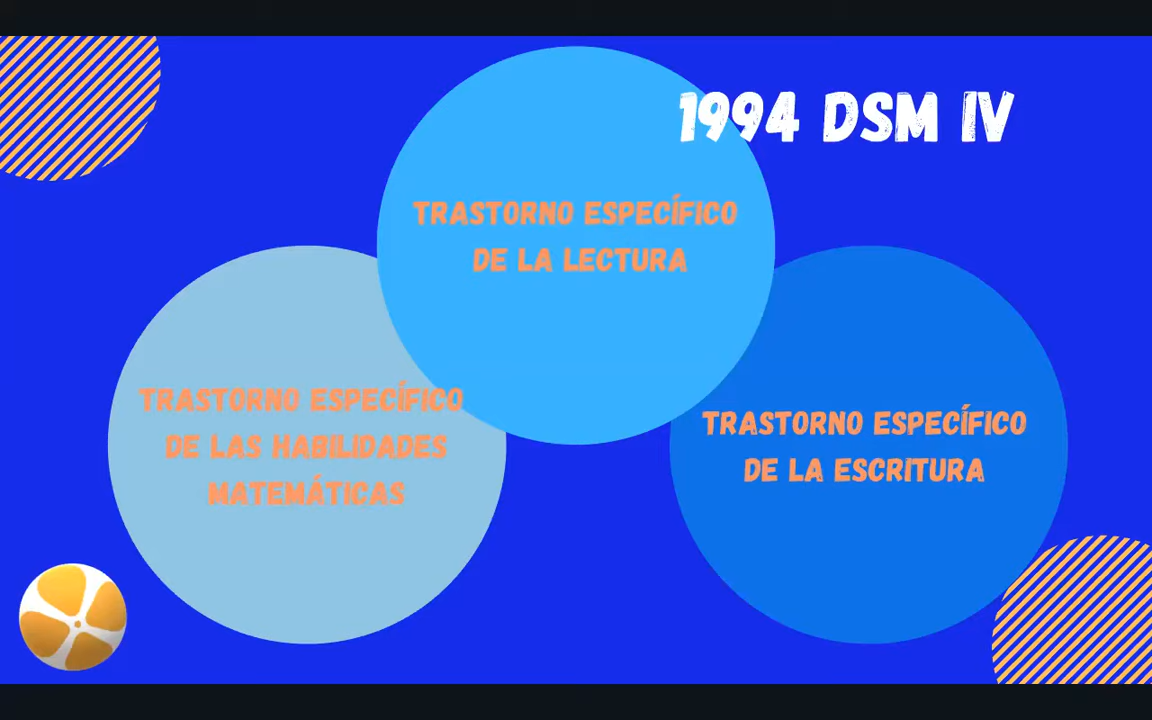 1994 DSM IV
TRASTORNO ESPECÍFICO
DE LA LECTURA
TRASTORNO ESPECÍFICO
DE LAS HABILIDADES
MATEMÁTICAS
TRASTORNO ESPECÍFICO
DE LA ESCRITURA